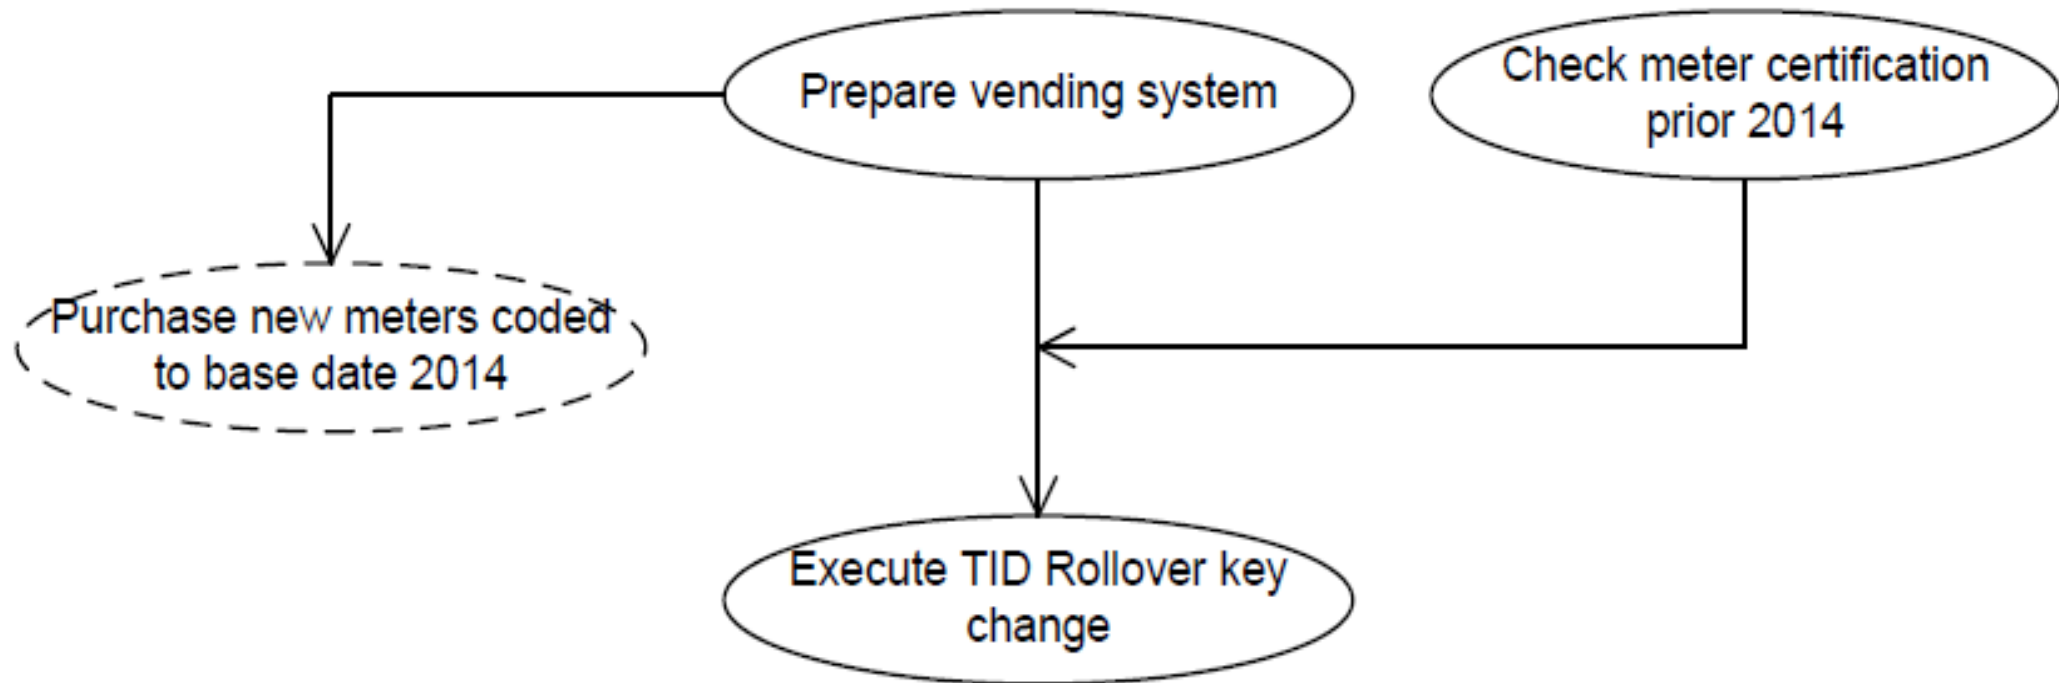 Prepare vending system
Check meter certification
prior 2014
Purchase new meters coded
to base date 2014
Execute TID Rollover key
change